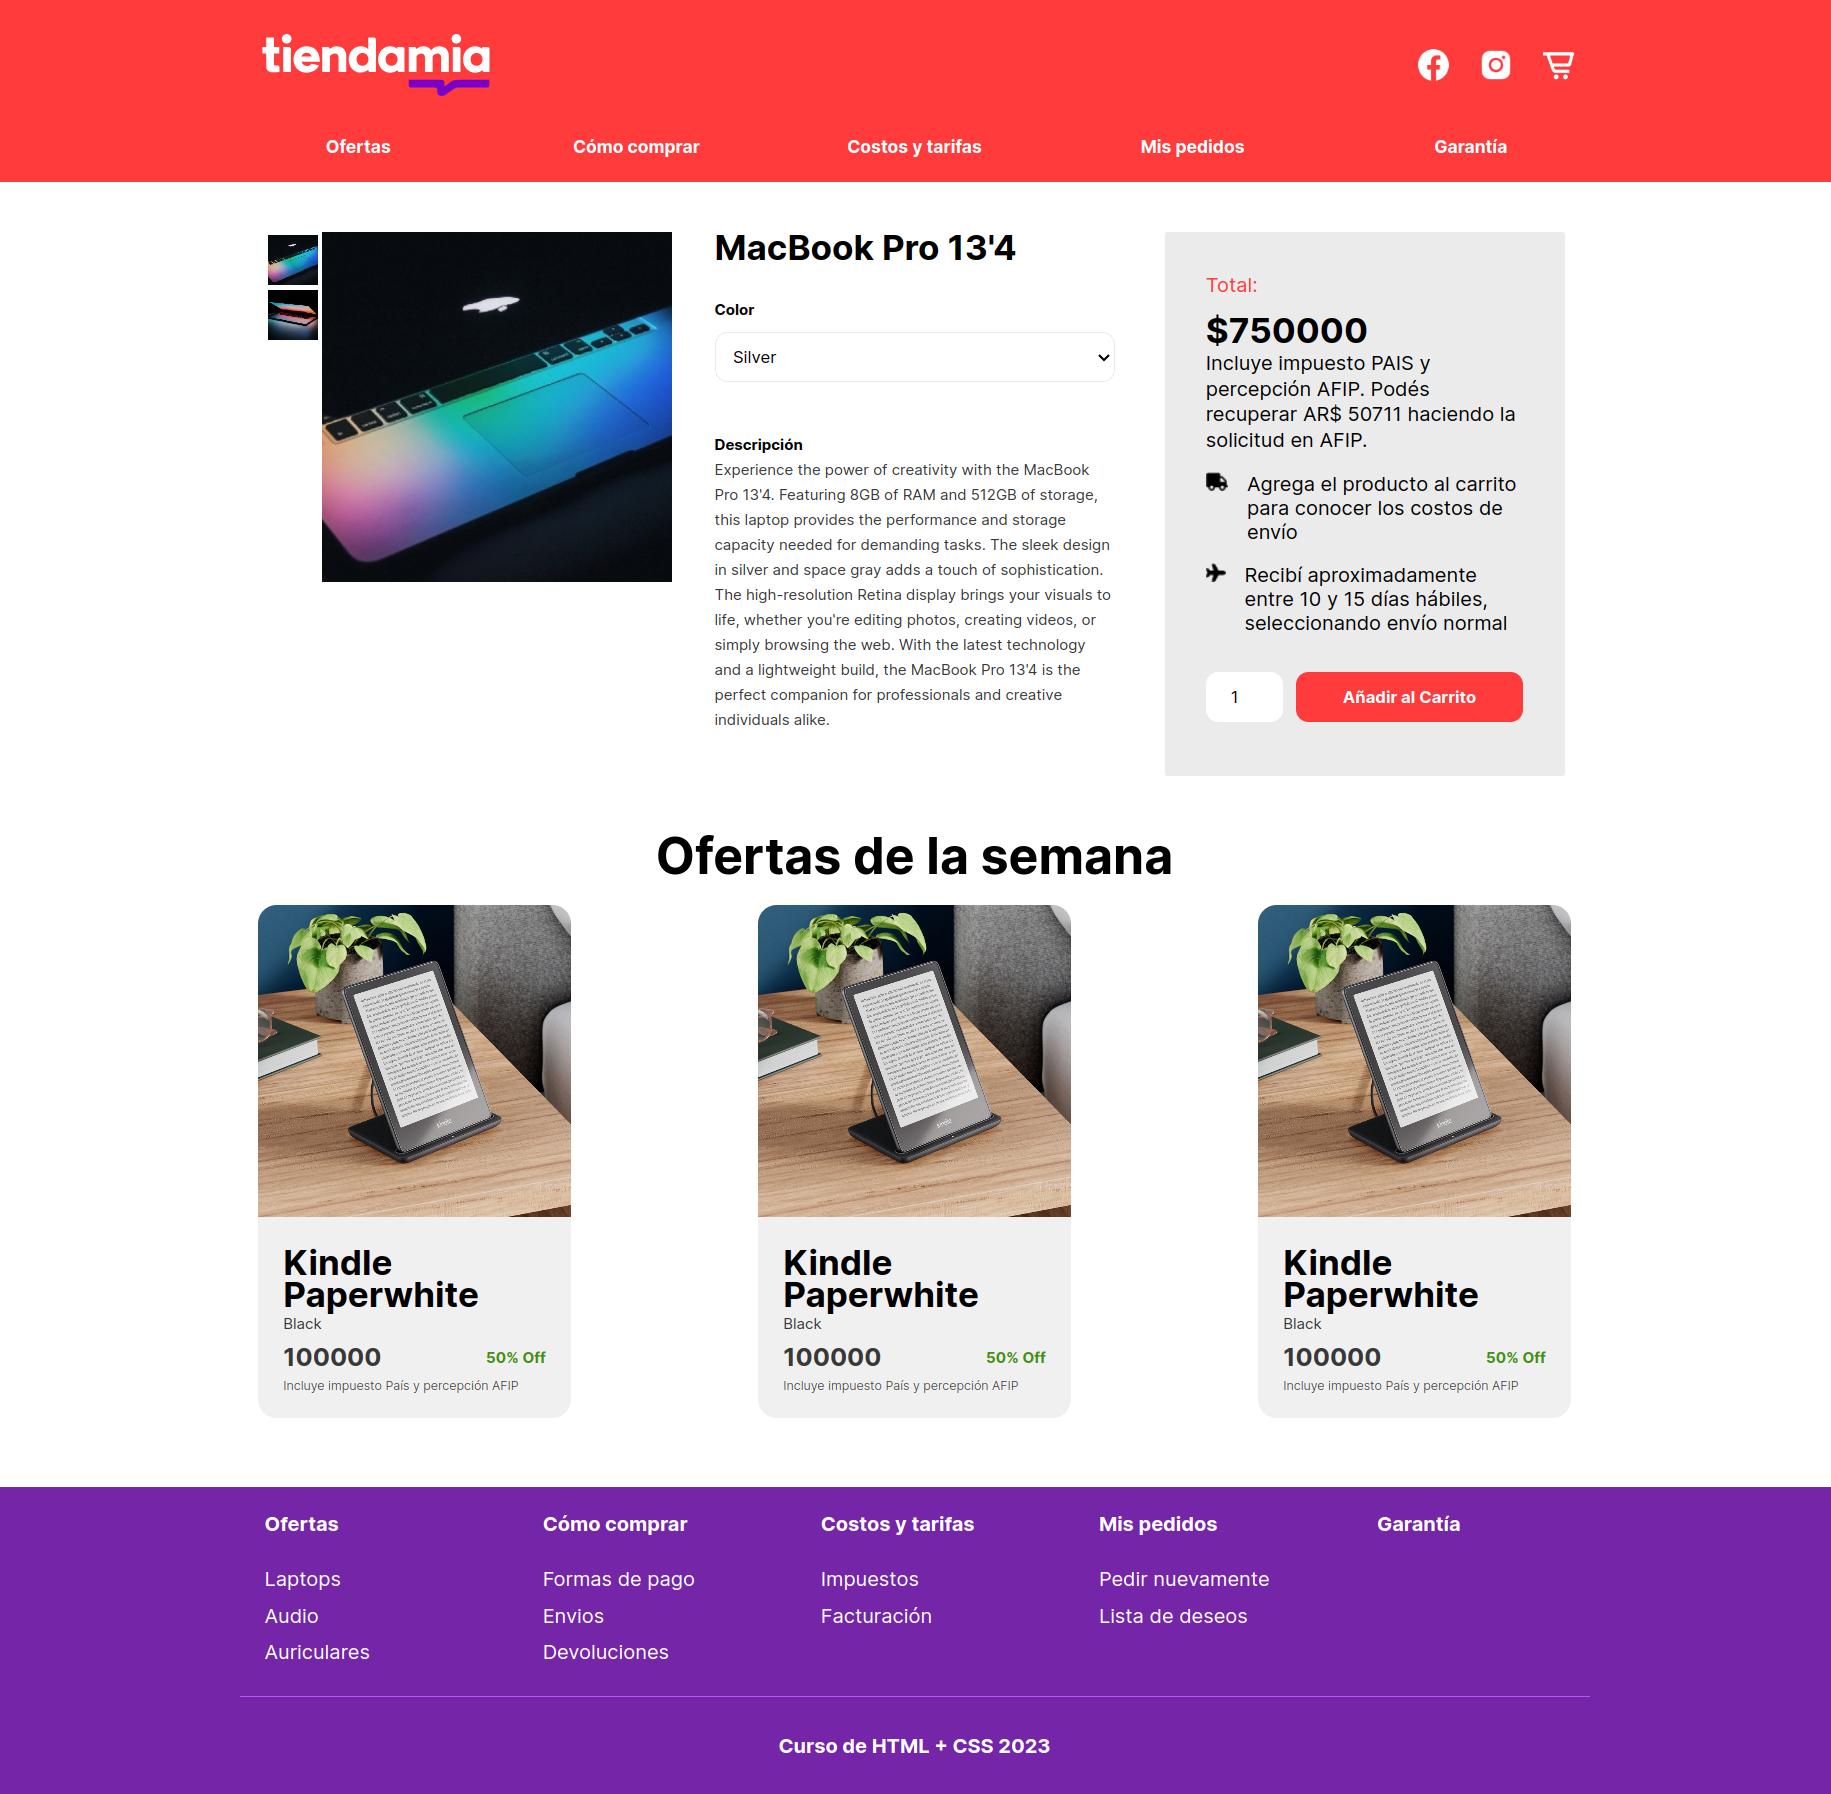 tiendamia
Ofertas
Cómo comprar
Costos y tarifas
Mis pedidos
Garantía
MacBook Pro 13'4
Color
Silver
Descripción
Experience the power of creativity with the MacBook
Pro 13'4. Featuring 8GB of RAM and 512GB of storage,
this laptop provides the performance and storage
capacity needed for demanding tasks. The sleek design
in silver and space gray adds a touch of sophistication.
The high-resolution Retina display brings your visuals to
life, whether you're editing photos, creating videos, or
simply browsing the web. With the latest technology
and a lightweight build, the MacBook Pro 13'4 is the
perfect companion for professionals and creative
individuals alike.
Total:
$750000
Incluye impuesto PAIS y
percepción AFIP. Podés
recuperar AR$ 50711 haciendo la
solicitud en AFIP.
Agrega el producto al carrito
para conocer los costos de
envío
Recibí aproximadamente
entre 10 y 15 días hábiles,
seleccionando envío normal
1
Añadir al Carrito
Ofertas de la semana
kindle
Kindle
Paperwhite
Black
100000
50% Off
Incluye impuesto País y percepción AFIP
kindle
Kindle
Paperwhite
Black
100000
50% Off
Incluye impuesto País y percepción AFIP
kindle
Kindle
Paperwhite
Black
100000
50% Off
Incluye impuesto País y percepción AFIP
Ofertas
Laptops
Audio
Auriculares
Cómo comprar
Formas de pago
Envios
Devoluciones
Costos y tarifas
Impuestos
Facturación
Mis pedidos
Pedir nuevamente
Lista de deseos
Garantía
Curso de HTML + CSS 2023